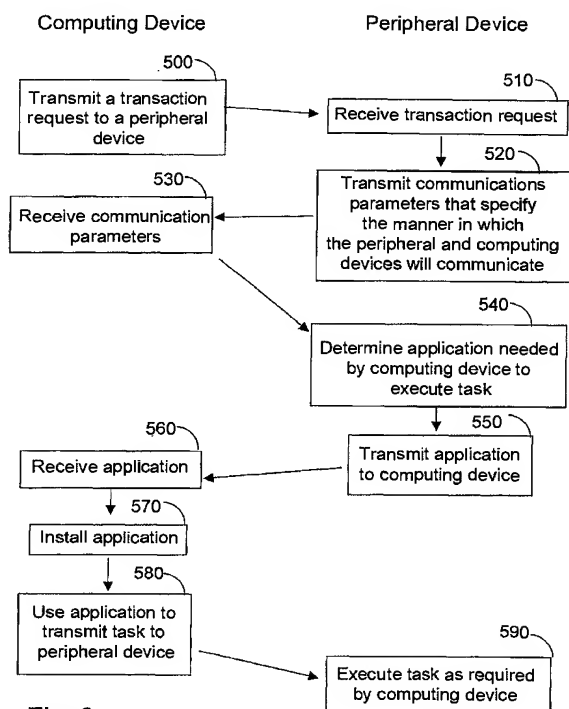 Computing Device
Peripheral Device
500
Transmit a transaction
request to a peripheral
device
510
Receive transaction request
520
Transmit communications
parameters that specify
the manner in which
the peripheral and computing
devices will communicate
530
Receive communication
parameters
540
Determine application needed
by computing device to
execute task
550
Transmit application
to computing device
560
Receive application
570
Install application
580
Use application to
transmit task to
peripheral device
590
Execute task as required
by computing device